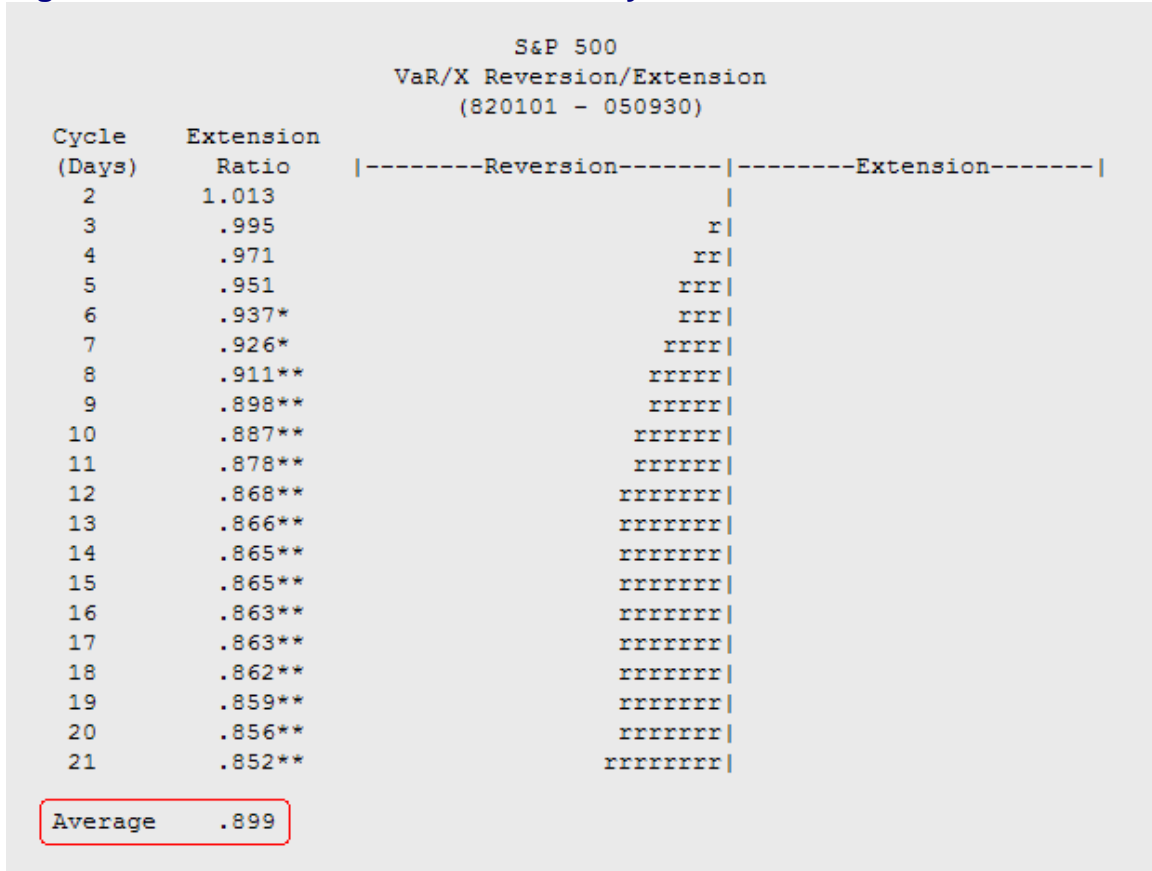 S&P 500
VaR/X Reversion/Extension
(820101 - 050930)
Cycle Extension
(Days) Ratio |--------Reversion-------|--------Extension-------|
2 1.013 |
3 .995 r|
4 .971 rr|
5 .951 rrr|
6 .937* rrr|
7 .926* rrrr|
8 .911** rrrrr|
9 .898** rrrrr|
10 .887** rrrrrr|
11 .878** rrrrrr|
12 .868** rrrrrrr|
13 .866** rrrrrrr|
14 .865** rrrrrrr|
15 .865** rrrrrrr|
16 .863** rrrrrrr|
17 .863** rrrrrrr|
18 .862** rrrrrrr|
19 .859** rrrrrrr|
20 .856** rrrrrrr|
21 .852** rrrrrrrr|
Average .899